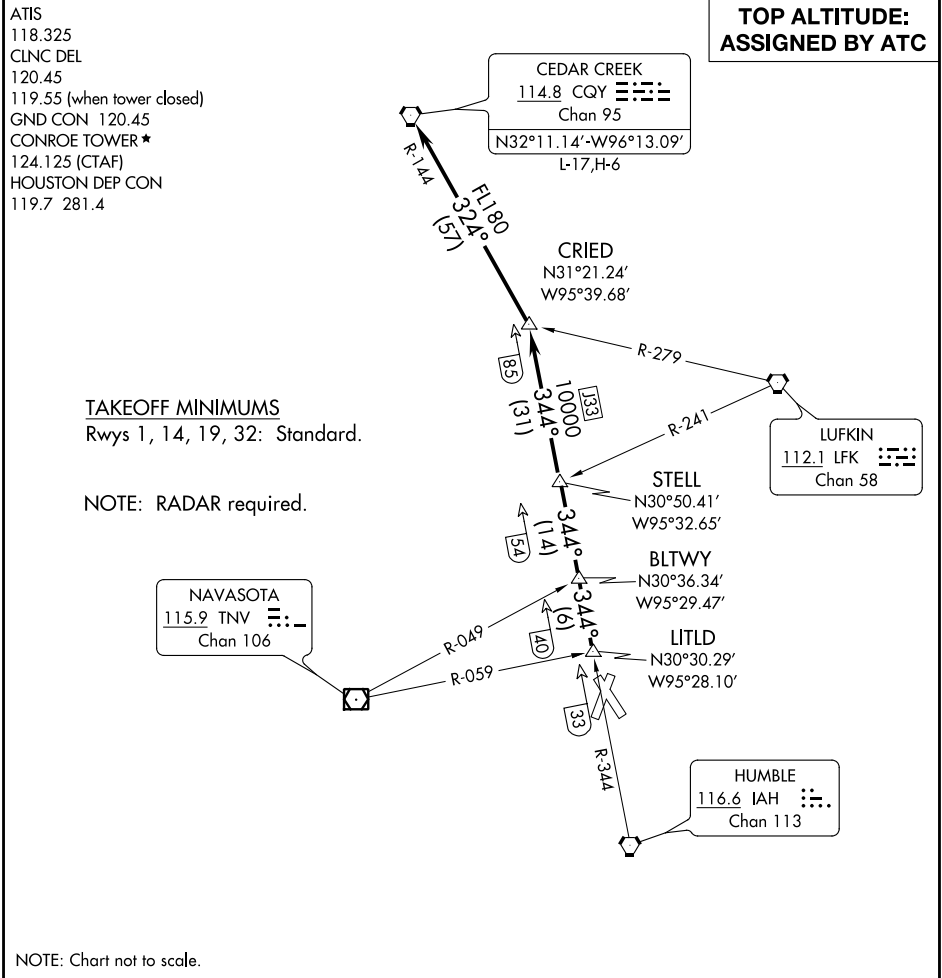 ATIS
118.325
CLNC DEL
120.45
119.55 (when tower closed)
GND CON 120.45
CONROE TOWER★
124.125 (CTAF)
HOUSTON DEP CON
119.7 281.4
TOP ALTITUDE:
ASSIGNED BY ATC
CEDAR CREEK
114.8 CQY
Chan 95
N32°11.14′-W96°13.09′
L-17,H-6
R-144
FL180
324°
(57)
CRIED
N31°21.24′
W95°39.68′
85
R-279
J33
10000
344°
(31)
R-241
LUFKIN
112.1 LFK
Chan 58
TAKEOFF MINIMUMS
Rwys 1, 14, 19, 32: Standard.
NOTE: RADAR required.
STELL
N30°50.41′
W95°32.65′
54
344°
(14)
BLTWY
N30°36.34′
W95°29.47′
NAVASOTA
115.9 TNV
Chan 106
R-049
40
344°
(6)
LITLD
N30°30.29′
W95°28.10′
R-059
33
R-344
HUMBLE
116.6 IAH
Chan 113
NOTE: Chart not to scale.